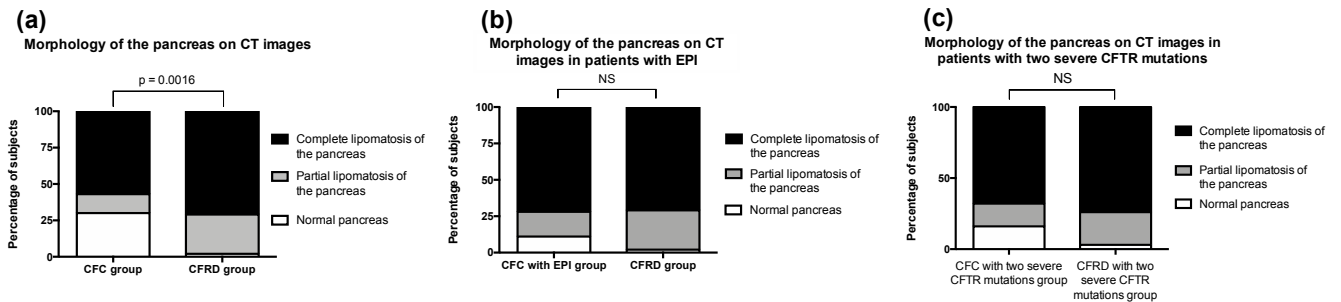 (a)
Morphology of the pancreas on CT images
p = 0.0016
Percentage of subjects
100
75
50
25
0
CFC group
CFRD group
Complete lipomatosis of
the pancreas
Partial lipomatosis of
the pancreas
Normal pancreas
(b)
Morphology of the pancreas on CT
images in patients with EPI
NS
Percentage of subjects
100
75
50
25
0
CFC with EPI group
CFRD group
Complete lipomatosis of
the pancreas
Partial lipomatosis of
the pancreas
Normal pancreas
(c)
Morphology of the pancreas on CT images in
patients with two severe CFTR mutations
NS
Percentage of subjects
100
75
50
25
0
CFC with two severe
CFTR mutations group
CFRD with two
severe CFTR
mutations group
Complete lipomatosis of
the pancreas
Partial lipomatosis of
the pancreas
Normal pancreas